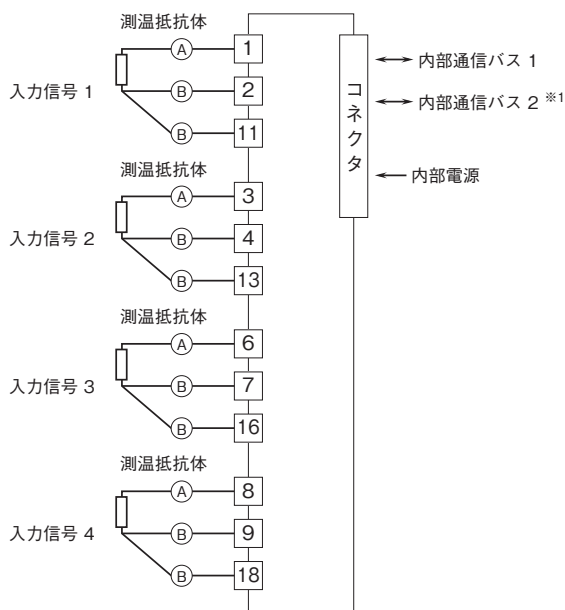 測温抵抗体
A 1
入力信号 1
B 2
B 11
測温抵抗体
A 3
入力信号 2
B 4
B 13
測温抵抗体
A 6
入力信号 3
B 7
B 16
測温抵抗体
A 8
入力信号 4
B 9
B 18
コネクタ
内部通信バス 1
内部通信バス 2 ※1
内部電源